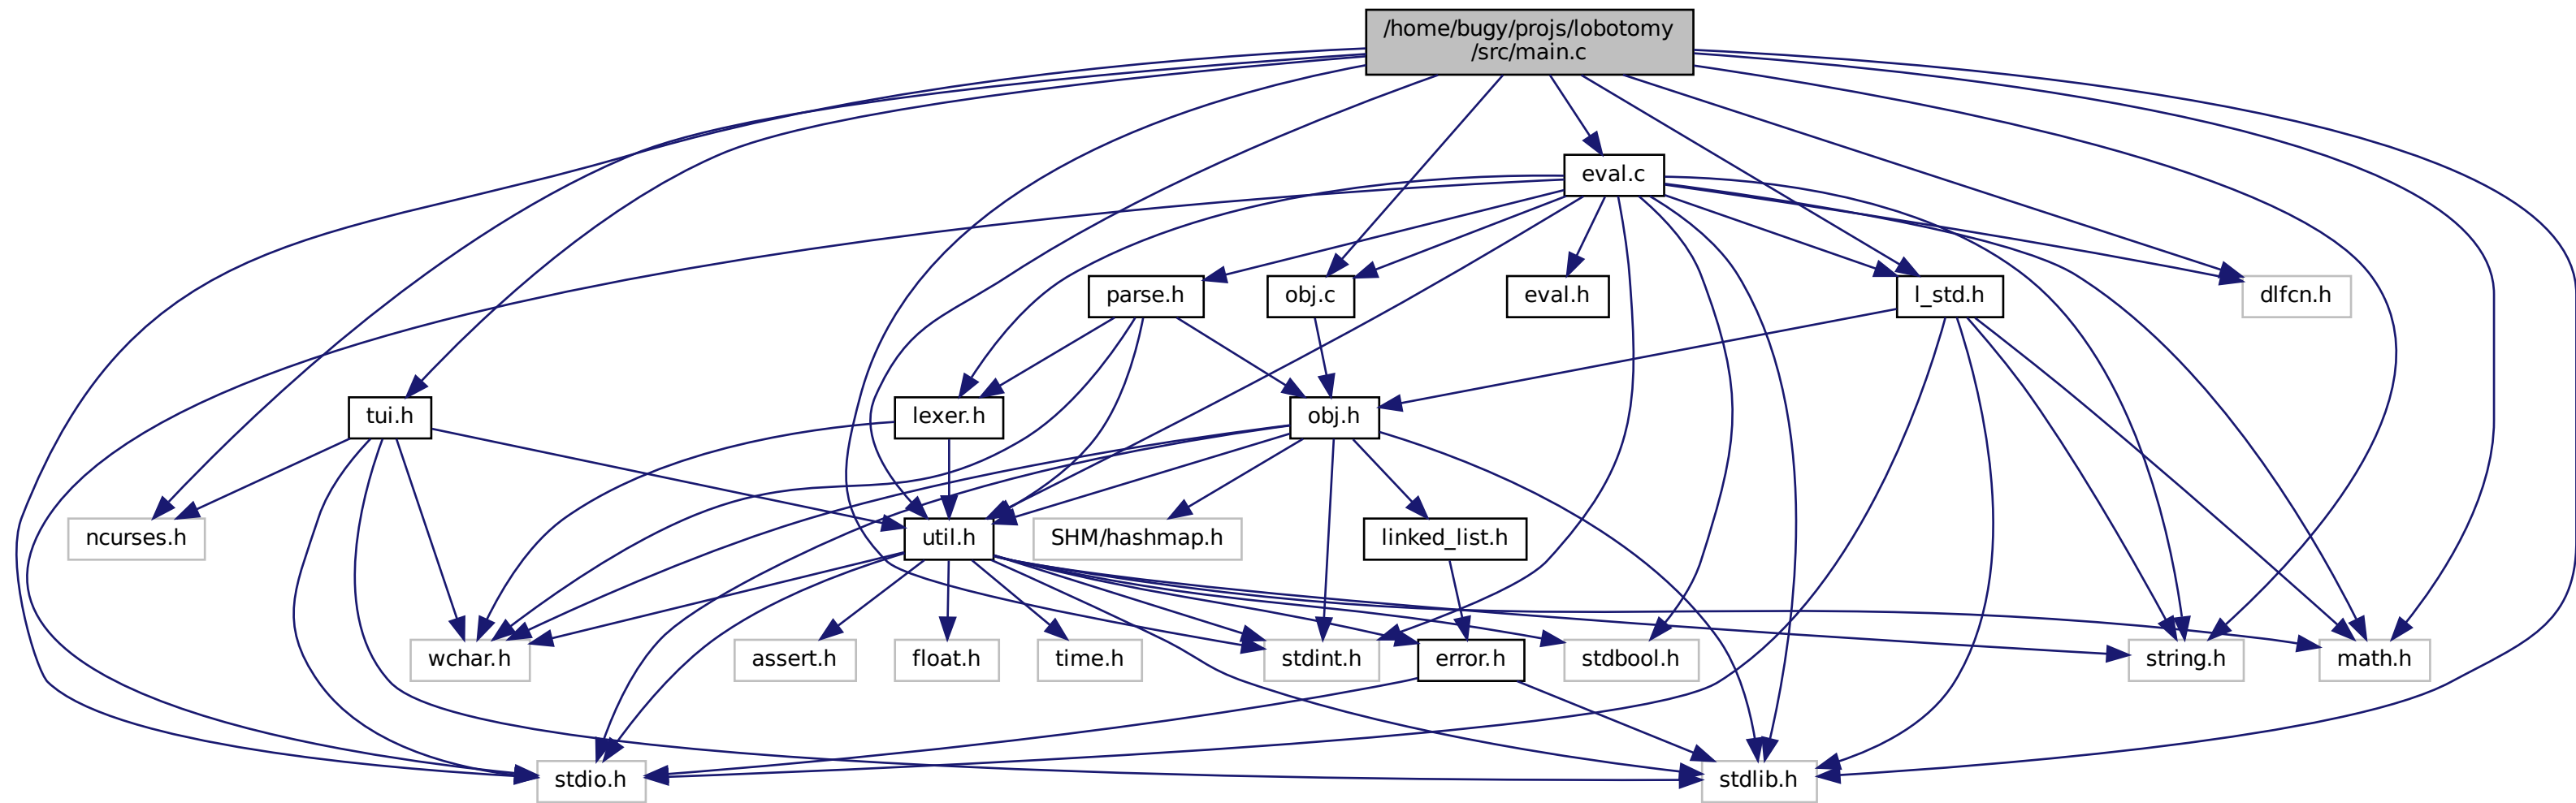 /home/bugy/projs/lobotomy
/src/main.c
eval.c
parse.h
obj.c
eval.h
l_std.h
dlfcn.h
tui.h
lexer.h
obj.h
ncurses.h
util.h
SHM/hashmap.h
linked_list.h
wchar.h
assert.h
float.h
time.h
stdint.h
error.h
stdbool.h
string.h
math.h
stdio.h
stdlib.h